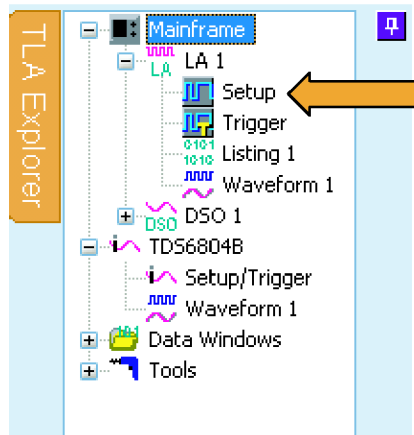 TLA Explorer
Mainframe
LA
LA 1
Setup
Trigger
0101
1010
Listing 1
Waveform 1
DSO
DSO 1
TDS6804B
Setup/Trigger
Waveform 1
Data Windows
Tools